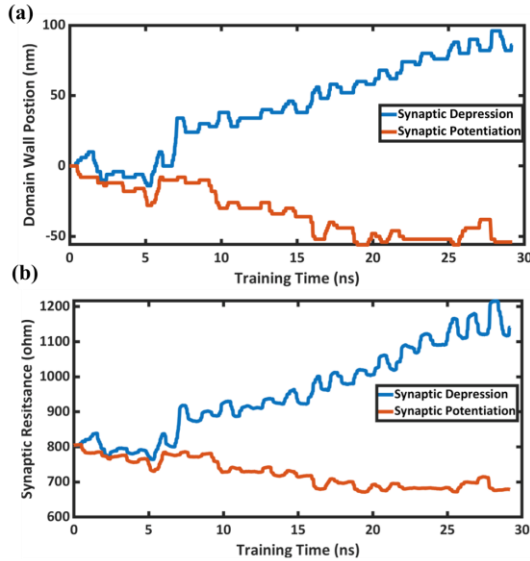 (a)
Domain Wall Postion (nm)
100
50
0
-50
0 5 10 15 20 25 30
Training Time (ns)
Synaptic Depression
Synaptic Potentiation
(b)
Synaptic Resitsance (ohm)
1200
1100
1000
900
800
700
600
0 5 10 15 20 25 30
Training Time (ns)
Synaptic Depression
Synaptic Potentiation